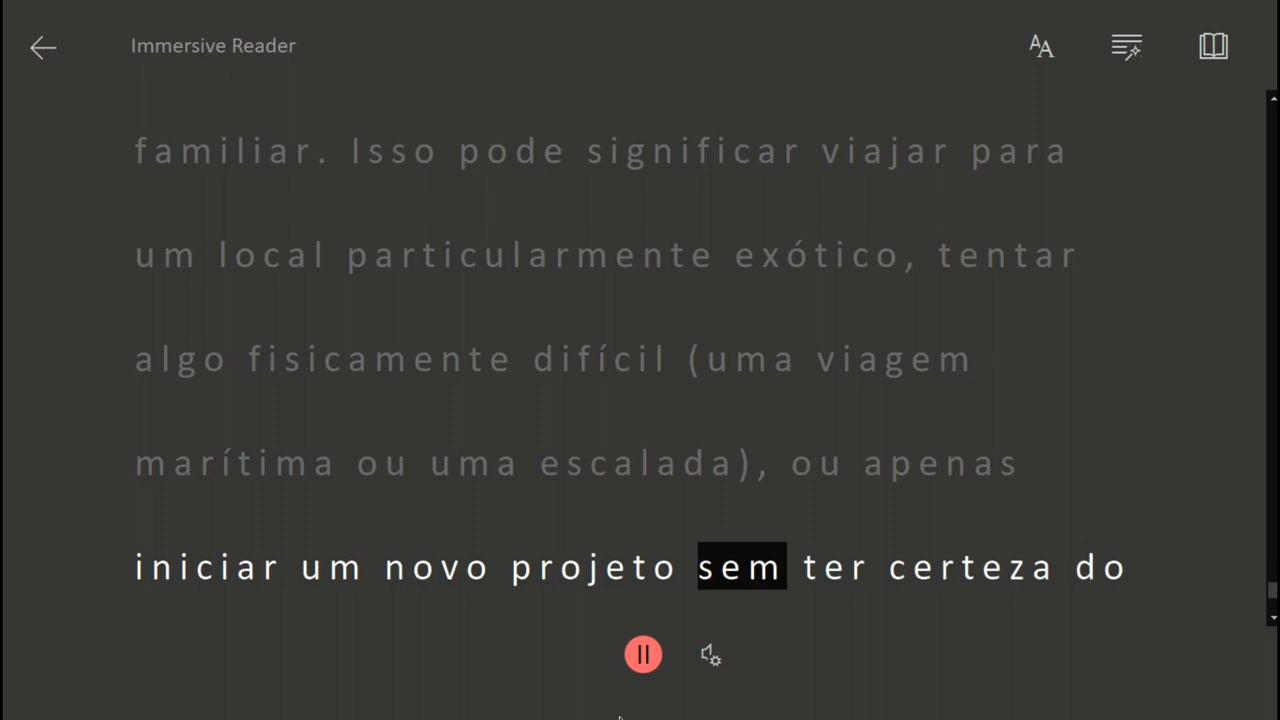 Immersive Reader
familiar. Isso pode significar viajar para
um local particularmente exótico, tentar
algo fisicamente difícil (uma viagem
marítima ou uma escalada), ou apenas
iniciar um novo projeto sem ter certeza do